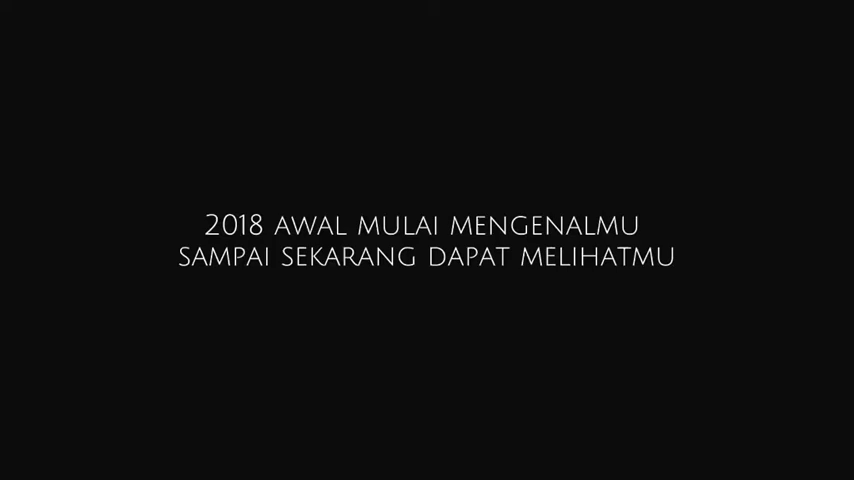 2018 AWAL MULAI MENGENALMU
SAMPAI SEKARANG DAPAT MELIHATMU